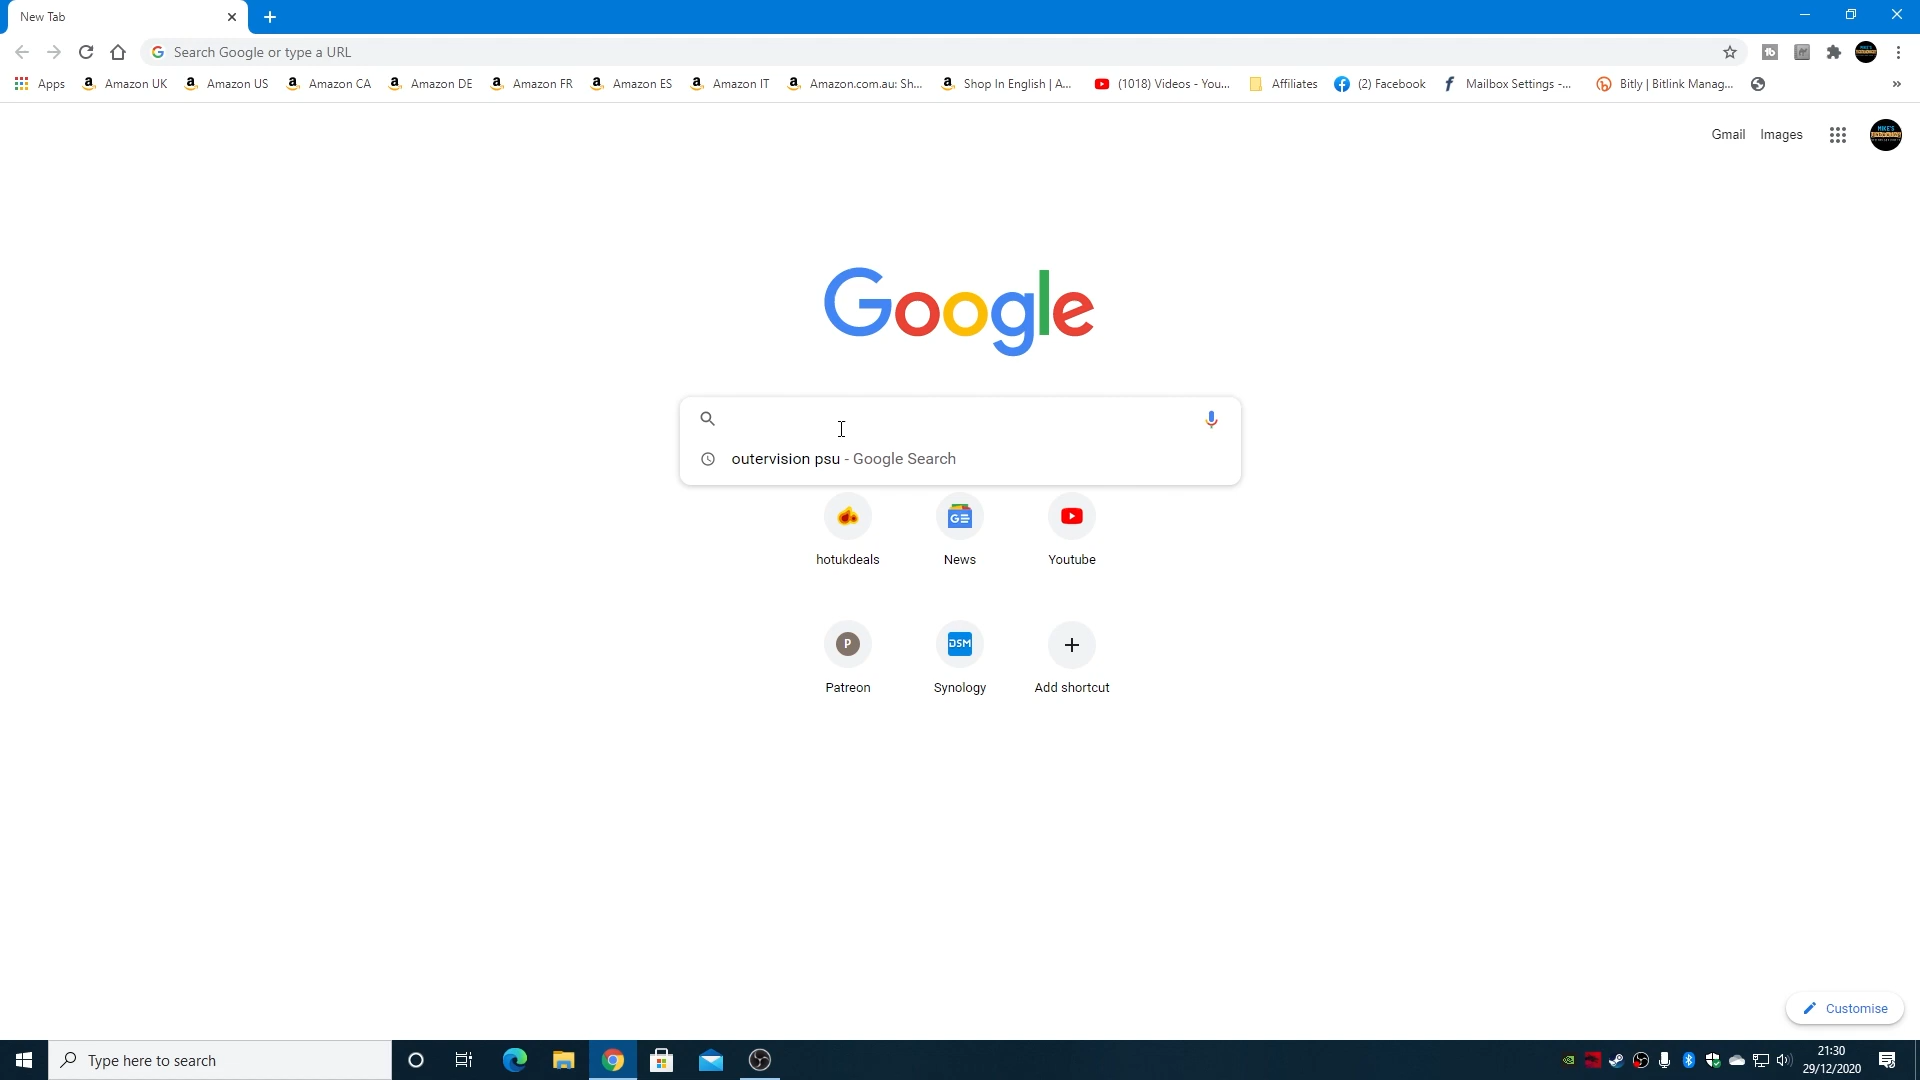 New Tab
Search Google or type a URL
Apps
Amazon UK
Amazon US
Amazon CA
Amazon DE
Amazon FR
Amazon ES
Amazon IT
Amazon.com.au: Sh...
Shop In English | A...
(1018) Videos - You...
Affiliates
(2) Facebook
Mailbox Settings -...
Bitly | Bitlink Manag...
Gmail
Images
Google
outervision psu - Google Search
hotukdeals
News
Youtube
P
DSM
Patreon
Synology
Add shortcut
Customise
Type here to search
21:30
29/12/2020